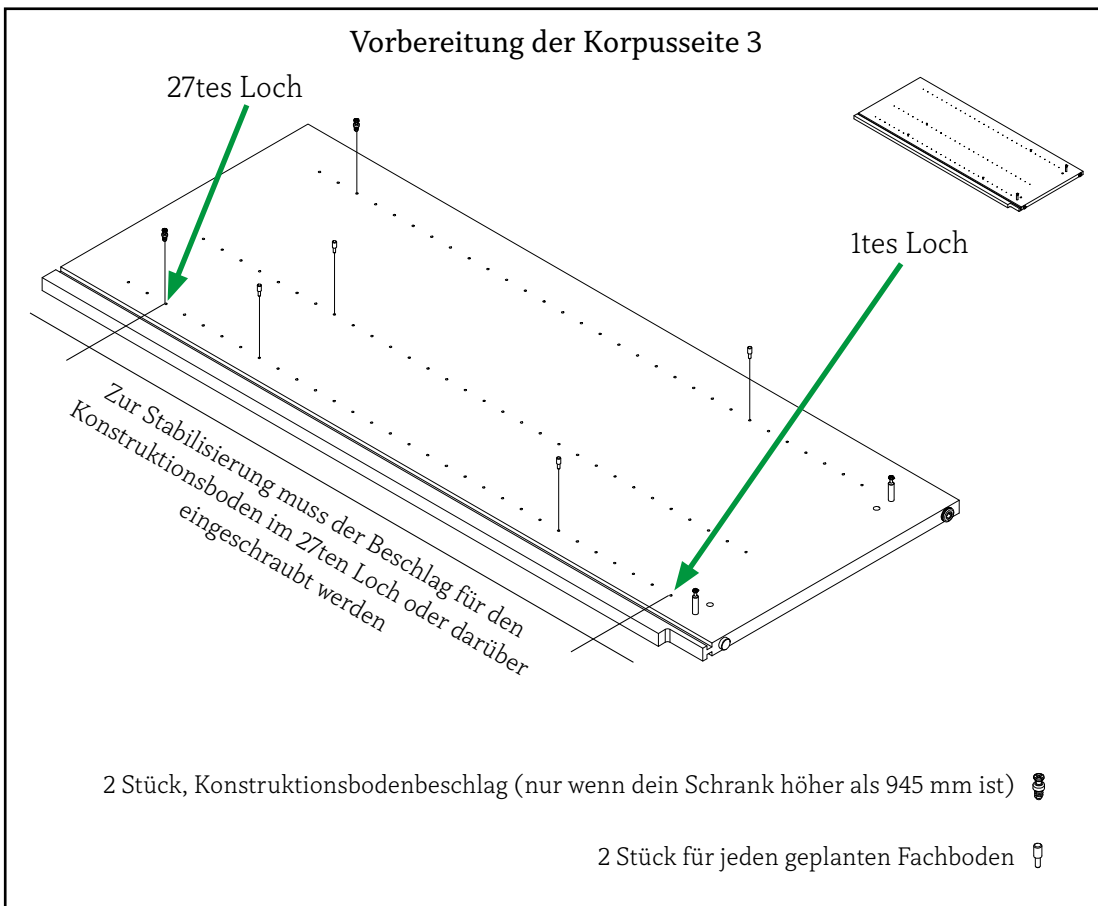 Vorbereitung der Korpusseite 3
27tes Loch
1tes Loch
Zur Stabilisierung muss der Beschlag für den
Konstruktionsboden im 27ten Loch oder darüber
eingeschraubt werden
2 Stück, Konstruktionsbodenbeschlag (nur wenn dein Schrank höher als 945 mm ist)
2 Stück für jeden geplanten Fachboden